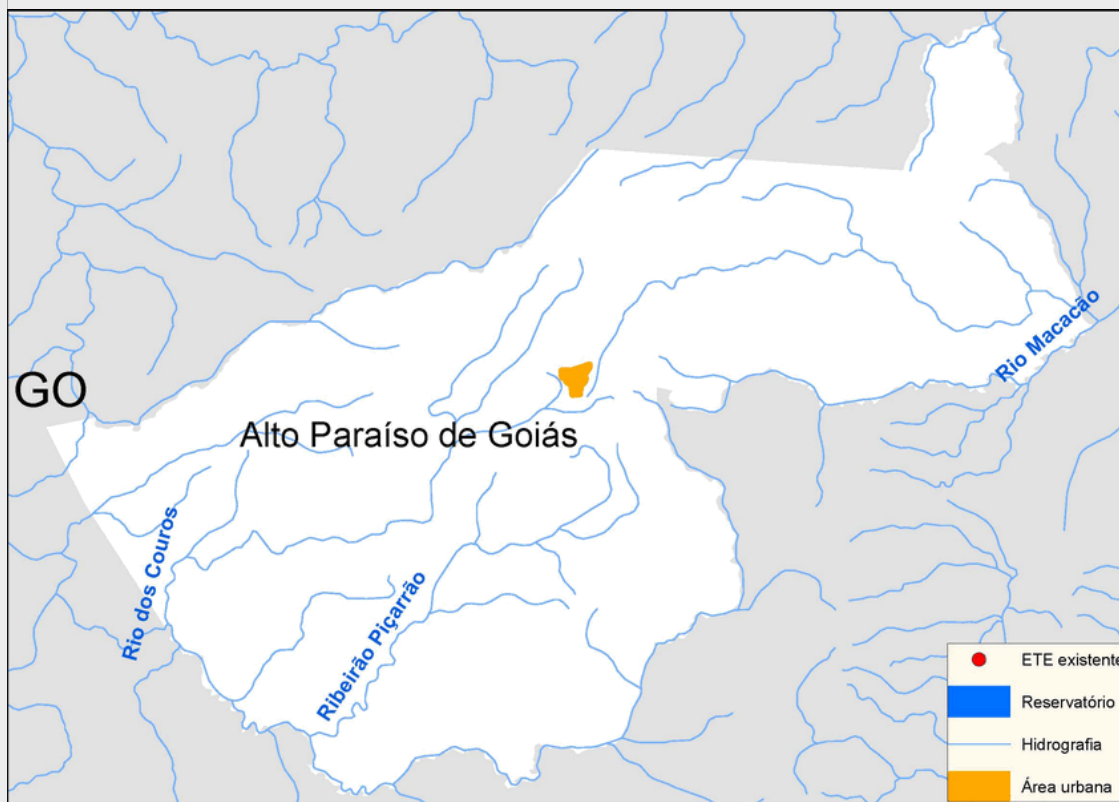 Rio Macacão
GO
Alto Paraíso de Goiás
Rio dos Couros
Ribeirão Piçarrão
ETE existente
Reservatório
Hidrografia
Área urbana